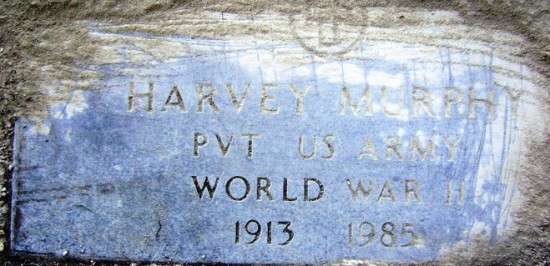 HARVEY MURPHY
PVT US ARMY
WORLD WAR II
1913 1985